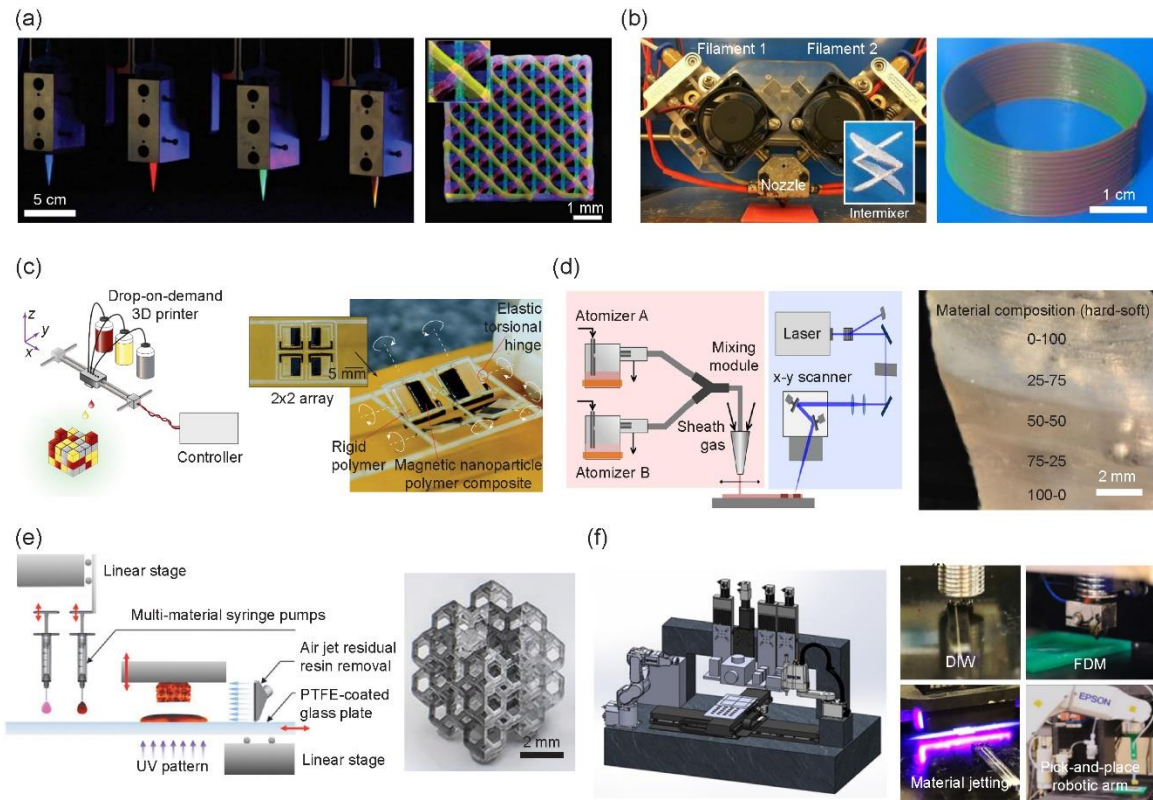 (a)
5 cm
1 mm
(b)
Filament 1
Filament 2
Nozzle
Intermixer
1 cm
(c)
Drop-on-demand
3D printer
z
y
x
Controller
5 mm
2x2 array
Elastic
torsional
hinge
Rigid
polymer
Magnetic nanoparticle
polymer composite
(d)
Atomizer A
Atomizer B
Mixing
module
Sheath
gas
Laser
x-y scanner
Material composition (hard-soft)
0-100
25-75
50-50
75-25
100-0
2 mm
(e)
Linear stage
Multi-material syringe pumps
Air jet residual
resin removal
PTFE-coated
glass plate
UV pattern
Linear stage
2 mm
(f)
DIW
FDM
Material jetting
EPSON
Pick-and-place
robotic arm